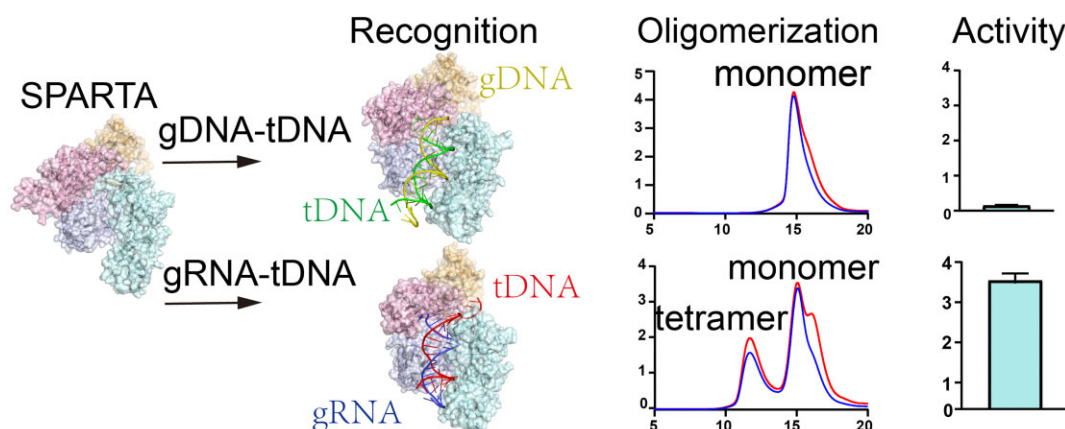 Recognition
Oligomerization
Activity
SPARTA
gDNA-tDNA
gDNA
tDNA
monomer
5
4
3
2
1
0
5 10 15 20
4
3
2
1
0
gRNA-tDNA
tDNA
gRNA
monomer
tetramer
4
3
2
1
0
5 10 15 20
4
3
2
1
0